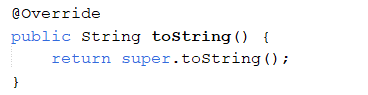 @Override
public String toString() {
    return super.toString();
}